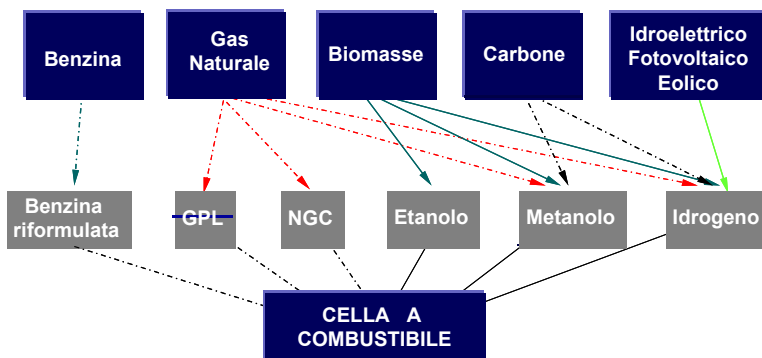 Benzina
Gas
Naturale
Biomasse
Carbone
Idroelettrico
Fotovoltaico
Eolico
Benzina
riformulata
GPL
NGC
Etanolo
Metanolo
Idrogeno
CELLA A
COMBUSTIBILE